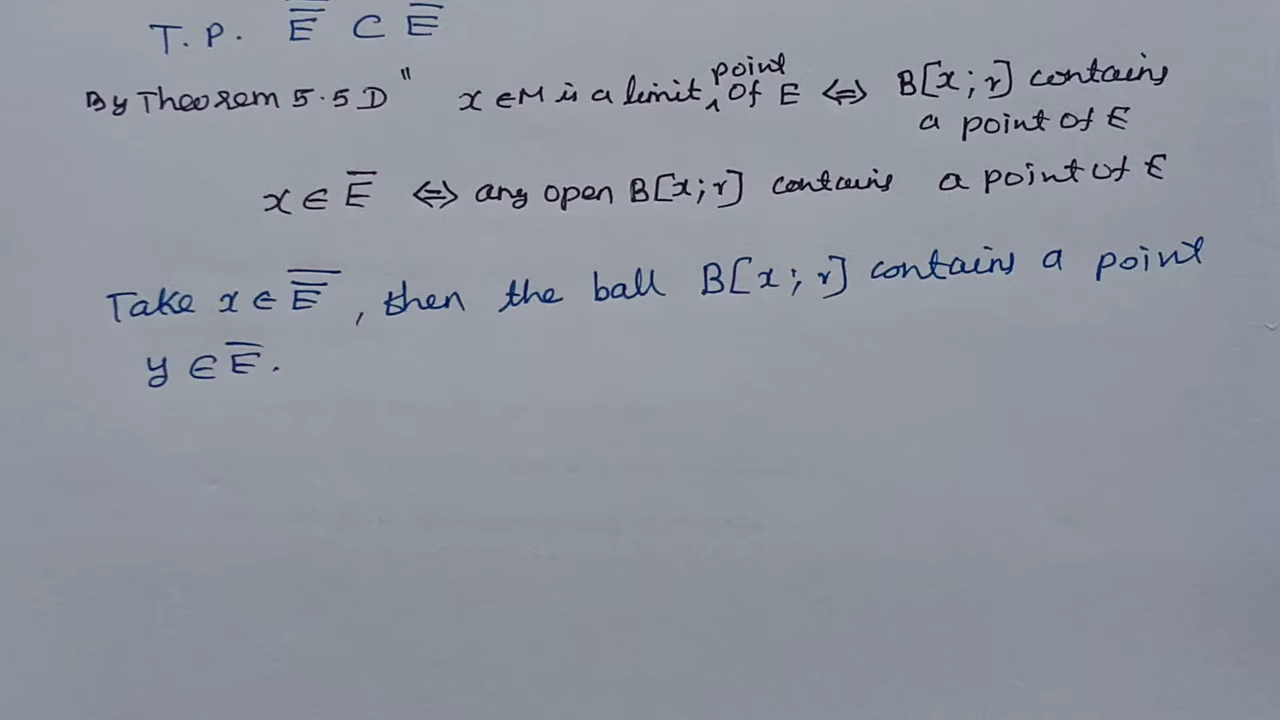 T. P. E̿ ⊂ E̅
By Theorem 5.5D " x ∈ M is a limit ‸point Of E ⇔ B[x; r] contains
a point of E
x ∈ E̅ ⇔ any open B[x; r] contains a point of E
Take x ∈ E̿, then the ball B[x; r] contains a point
y ∈ E̅.